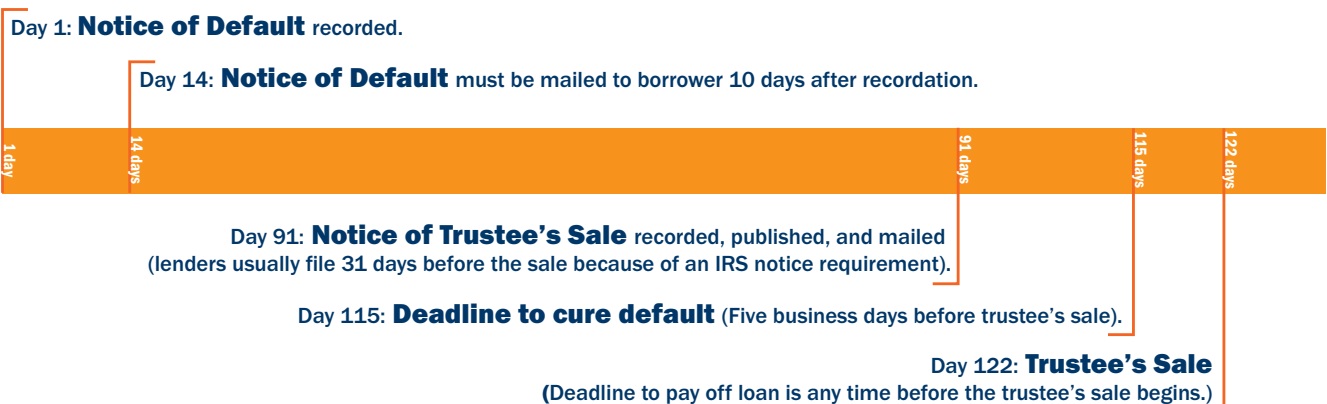 Day 1: Notice of Default recorded.
Day 14: Notice of Default must be mailed to borrower 10 days after recordation.
1 day
14 days
91 days
115 days
122 days
Day 91: Notice of Trustee's Sale recorded, published, and mailed
(lenders usually file 31 days before the sale because of an IRS notice requirement).
Day 115: Deadline to cure default (Five business days before trustee's sale).
Day 122: Trustee's Sale
(Deadline to pay off loan is any time before the trustee's sale begins.)